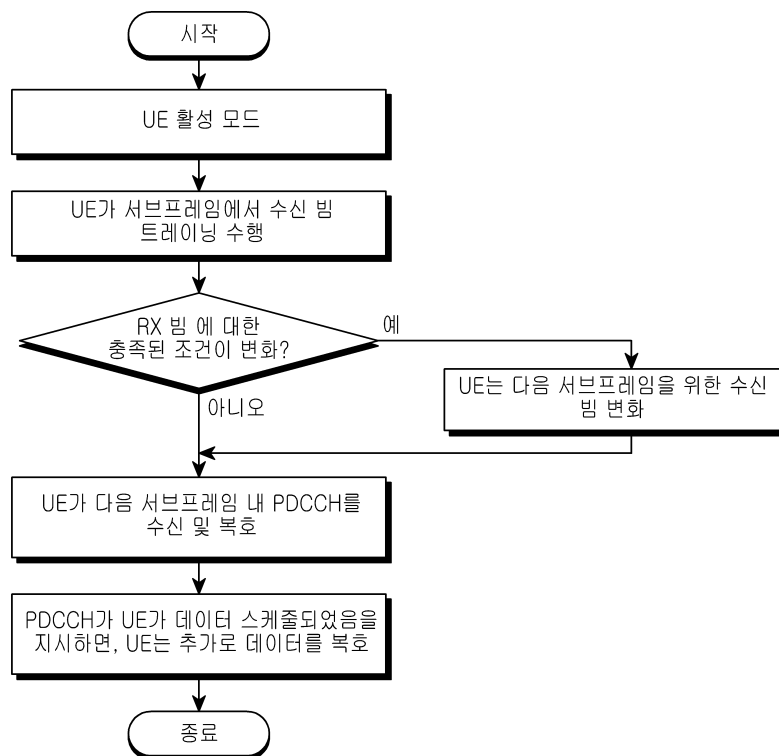 시작
UE 활성 모드
UE가 서브프레임에서 수신 빔
트레이닝 수행
RX 빔 에 대한
충족된 조건이 변화?
예
아니오
UE는 다음 서브프레임을 위한 수신
빔 변화
UE가 다음 서브프레임 내 PDCCH를
수신 및 복호
PDCCH가 UE가 데이터 스케줄되었음을
지시하면, UE는 추가로 데이터를 복호
종료